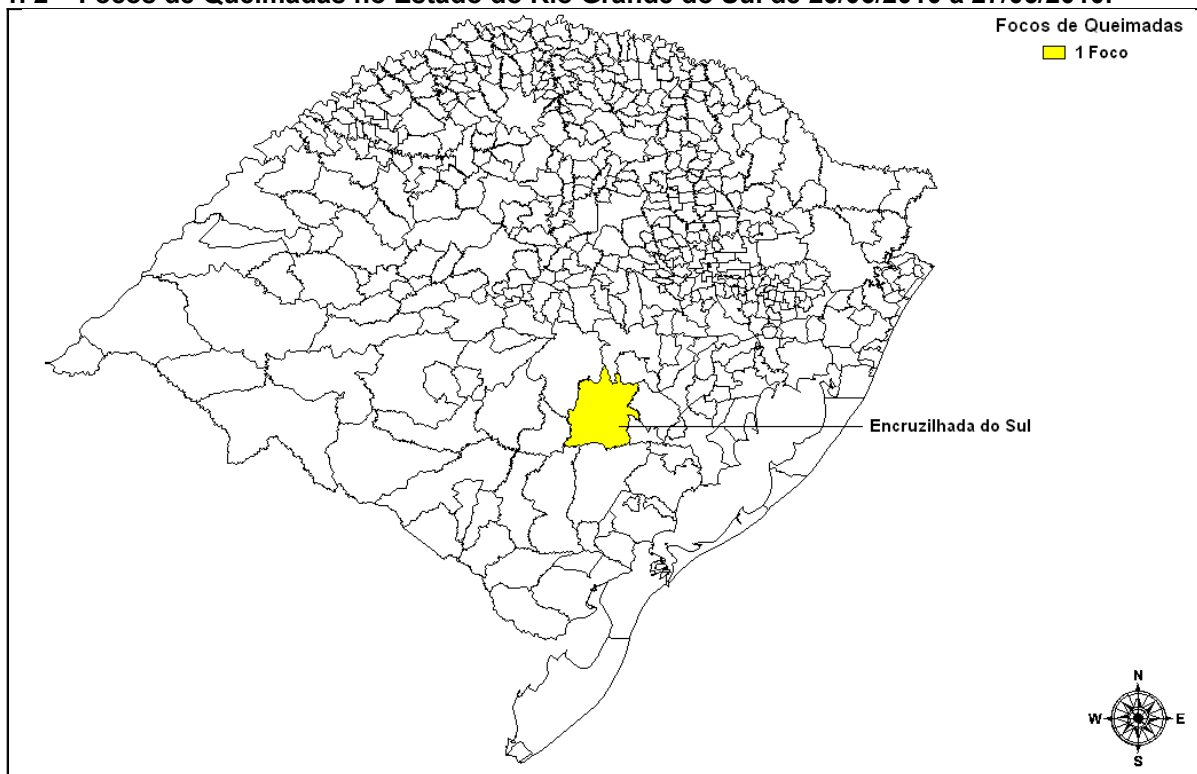 Focos de Queimadas no Estado do Rio Grande do Sul de
Focos de Queimadas
1 Foco
Encruzilhada do Sul
N
W E
S